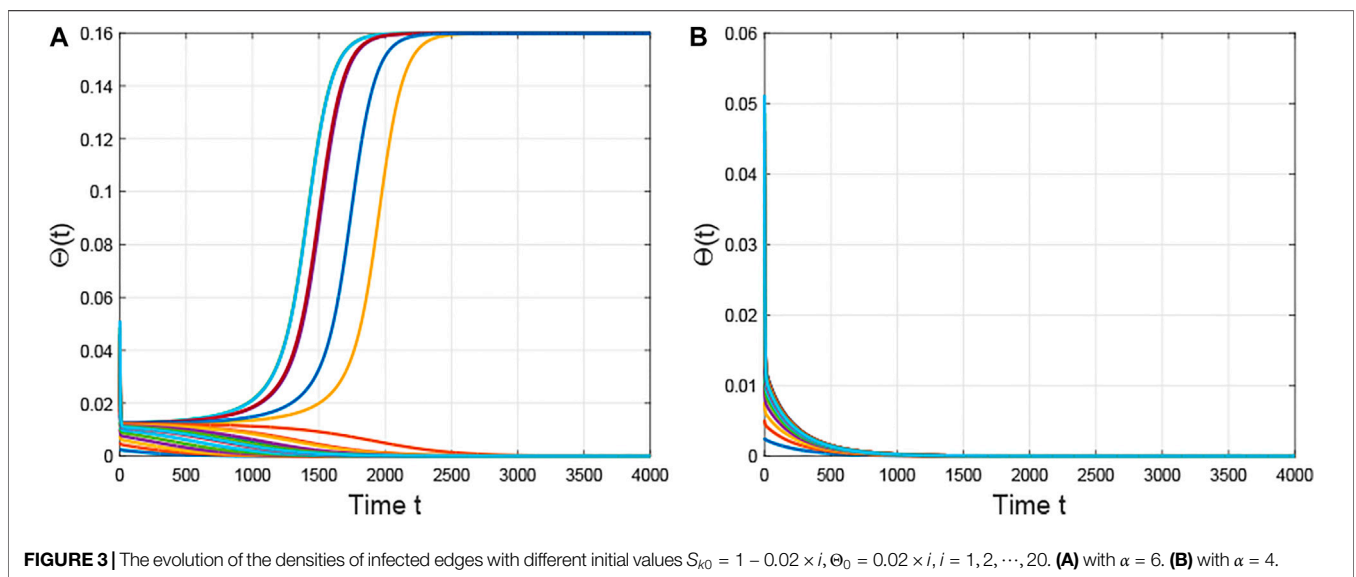 A
0.16
0.14
0.12
0.1
0.08
0.06
0.04
0.02
0
Θ(t)
0 500 1000 1500 2000 2500 3000 3500 4000
Time t
B
0.06
0.05
0.04
0.03
0.02
0.01
0
Θ(t)
0 500 1000 1500 2000 2500 3000 3500 4000
Time t
FIGURE 3 | The evolution of the densities of infected edges with different initial values Sₖ₀ = 1 − 0.02 × i, Θ₀ = 0.02 × i, i = 1, 2, ⋯, 20. (A) with α = 6. (B) with α = 4.